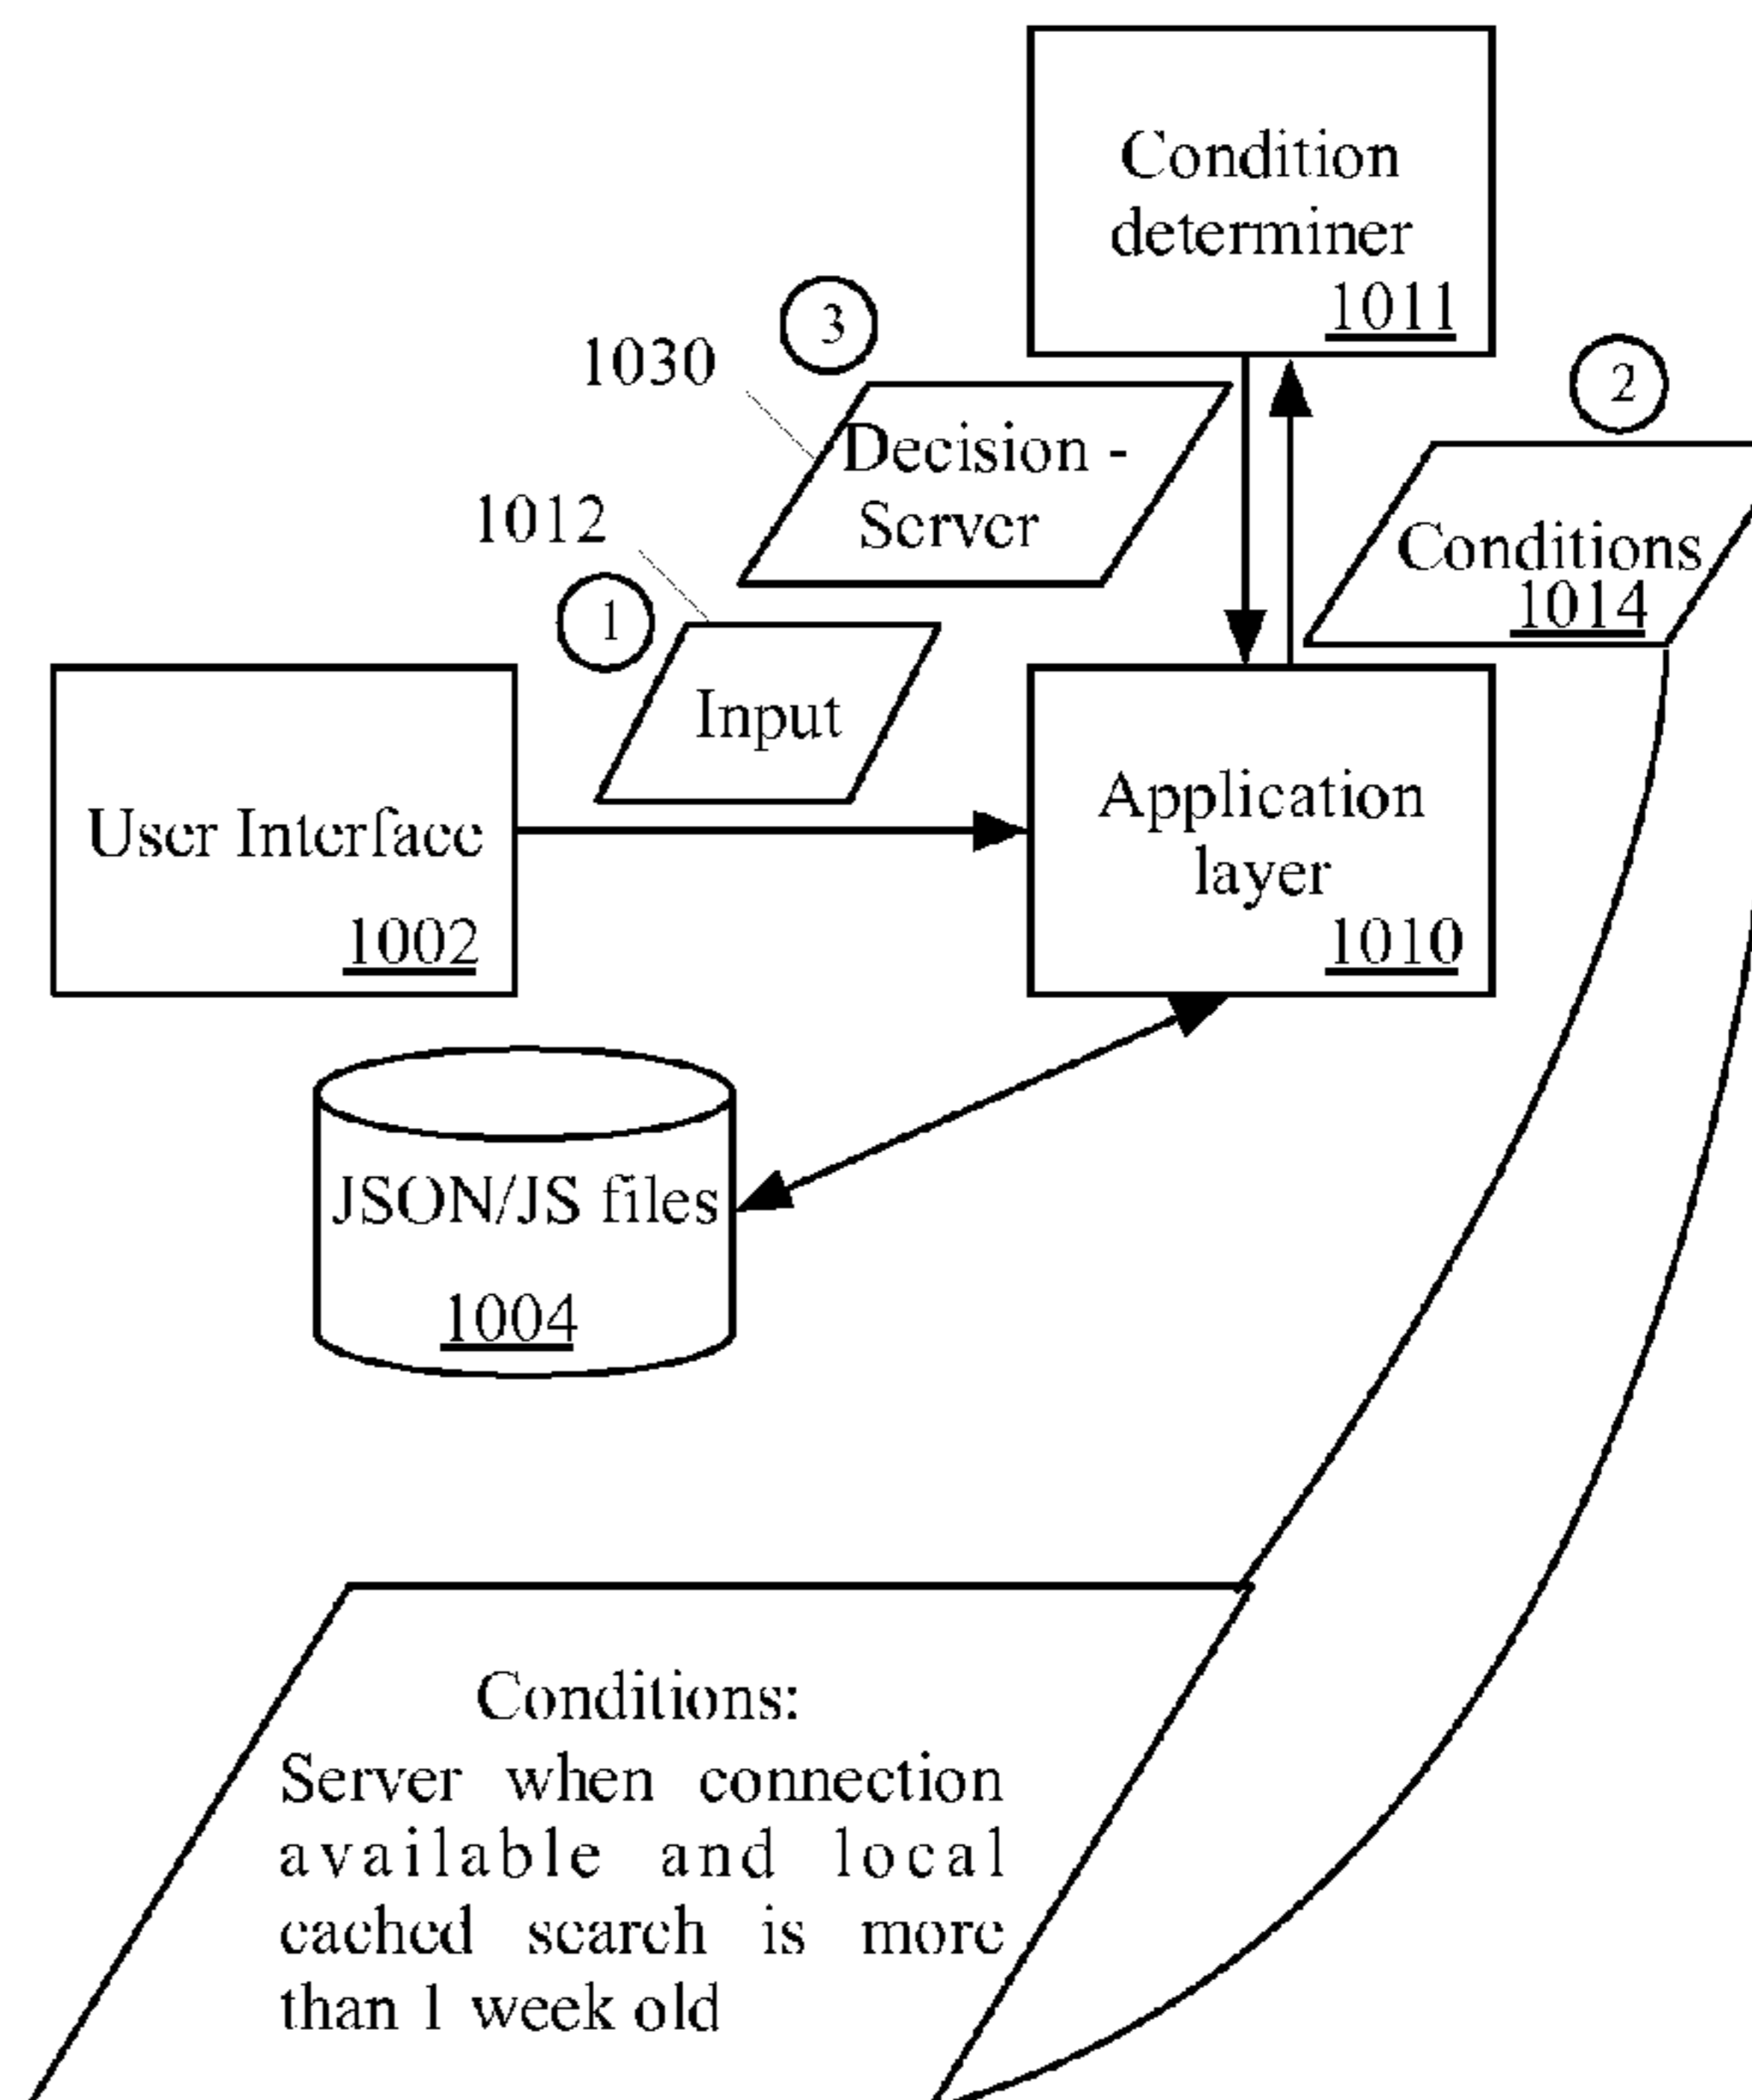 Condition
determiner
1011
3
1030
2
Decision -
Server
1012
Conditions
1014
1
Input
User Interface
1002
Application
layer
1010
JSON/JS files
1004
Conditions:
Server when connection
available and local
cached search is more
than 1 week old